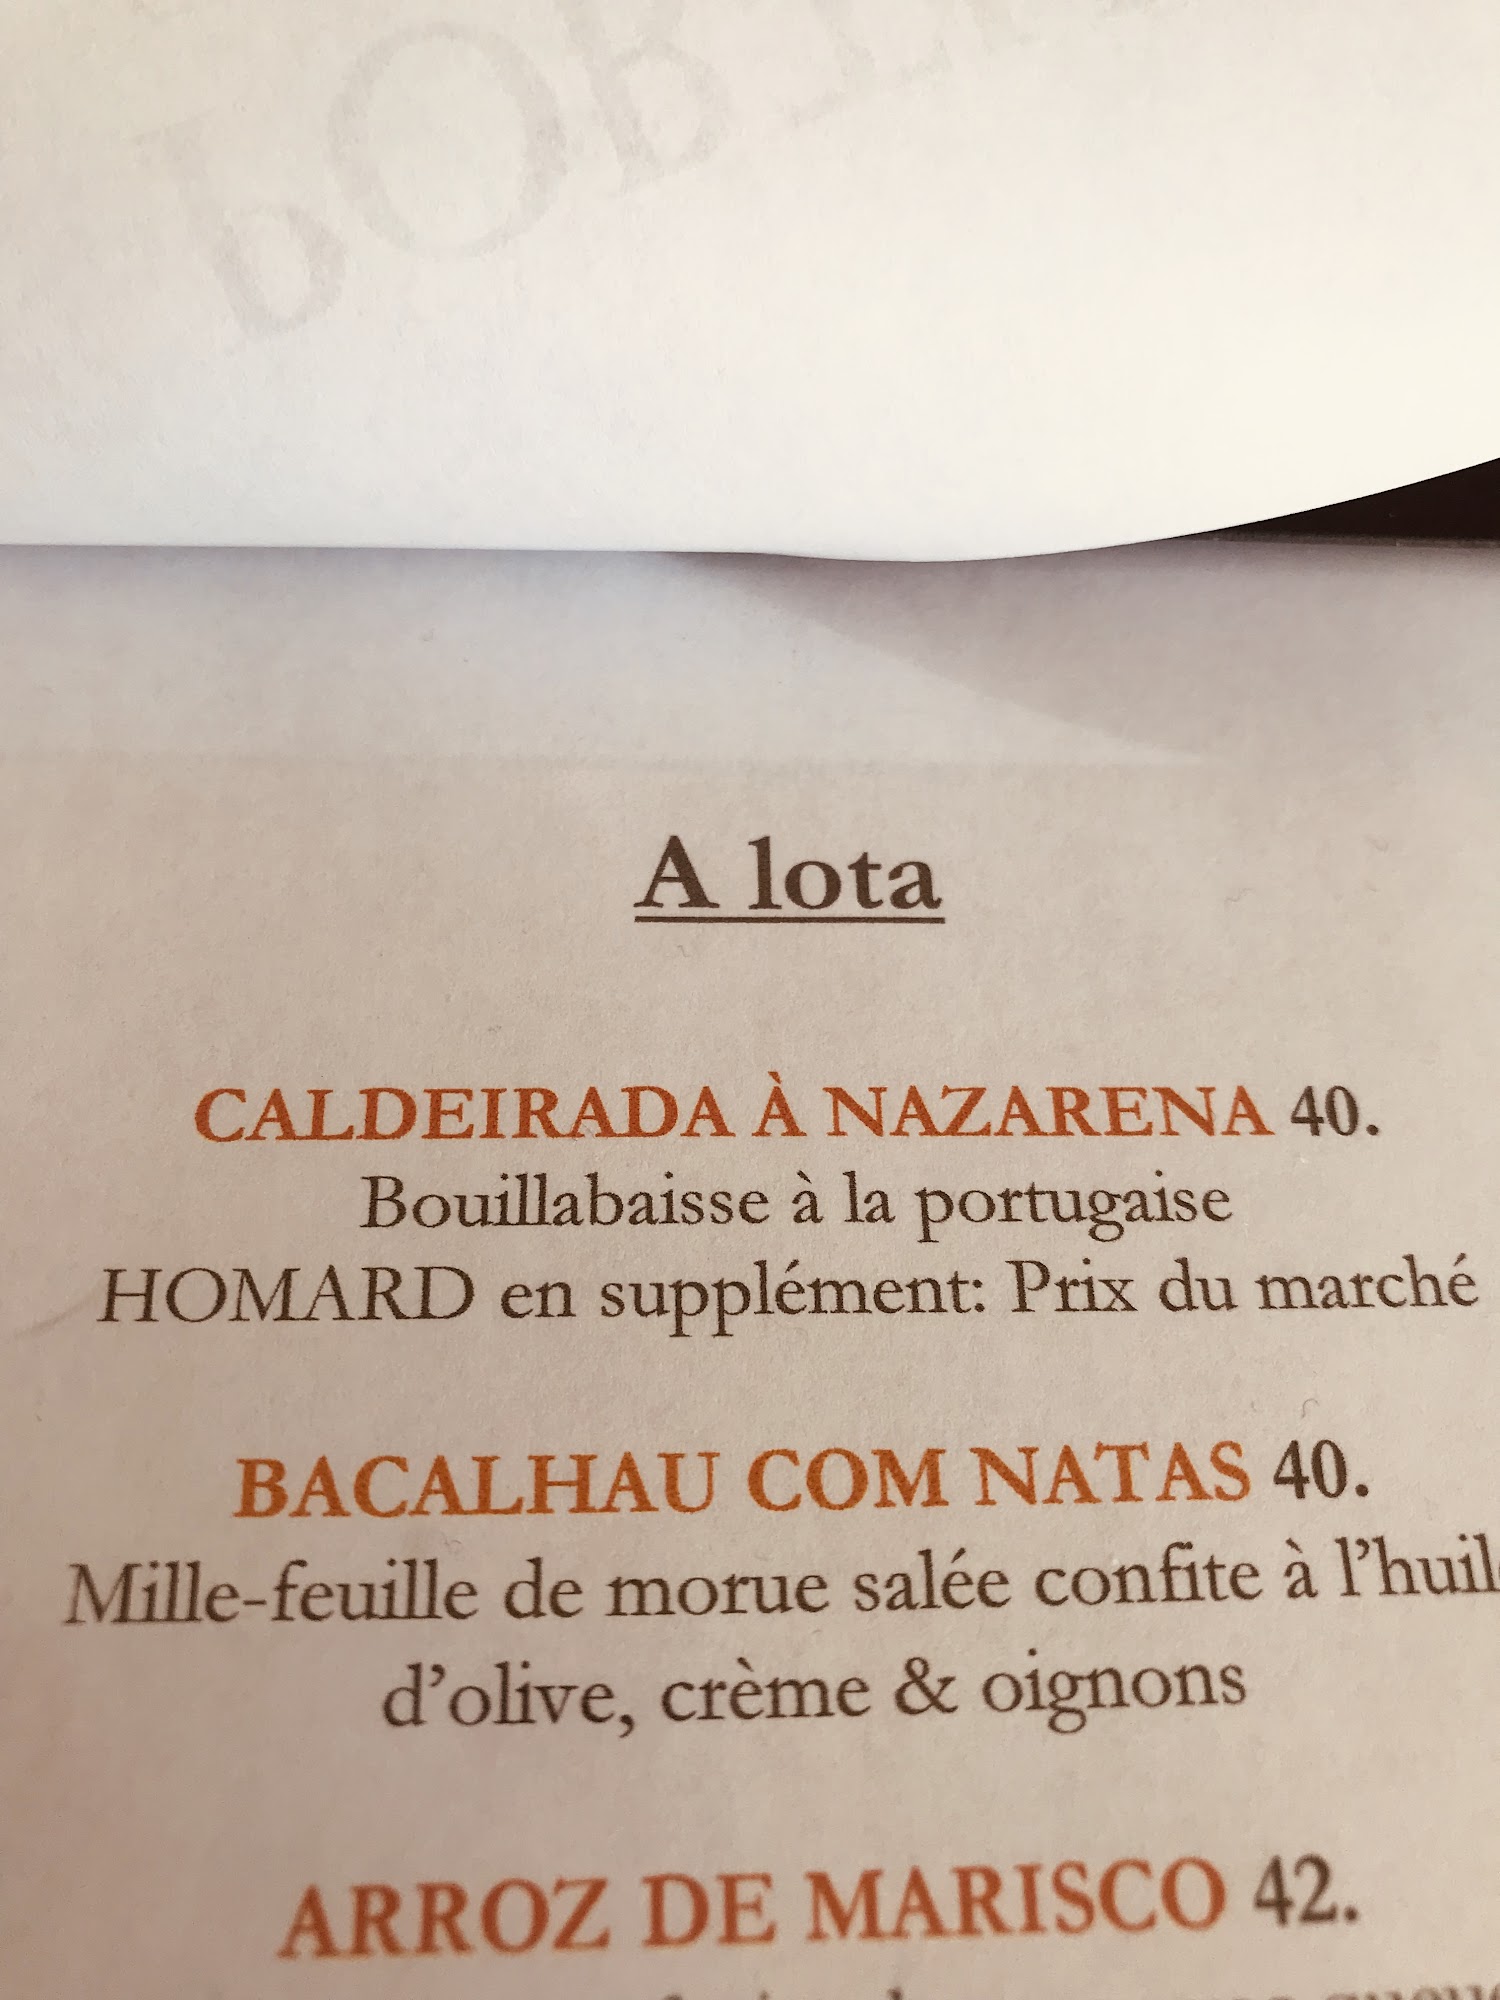 A lota
CALDEIRADA À NAZARENA 40.
Bouillabaisse à la portugaise
HOMARD en supplément: Prix du marché
BACALHAU COM NATAS 40.
Mille-feuille de morue salée confite à
d'olive, crème & oignons
ARROZ DE MARISCO 42.